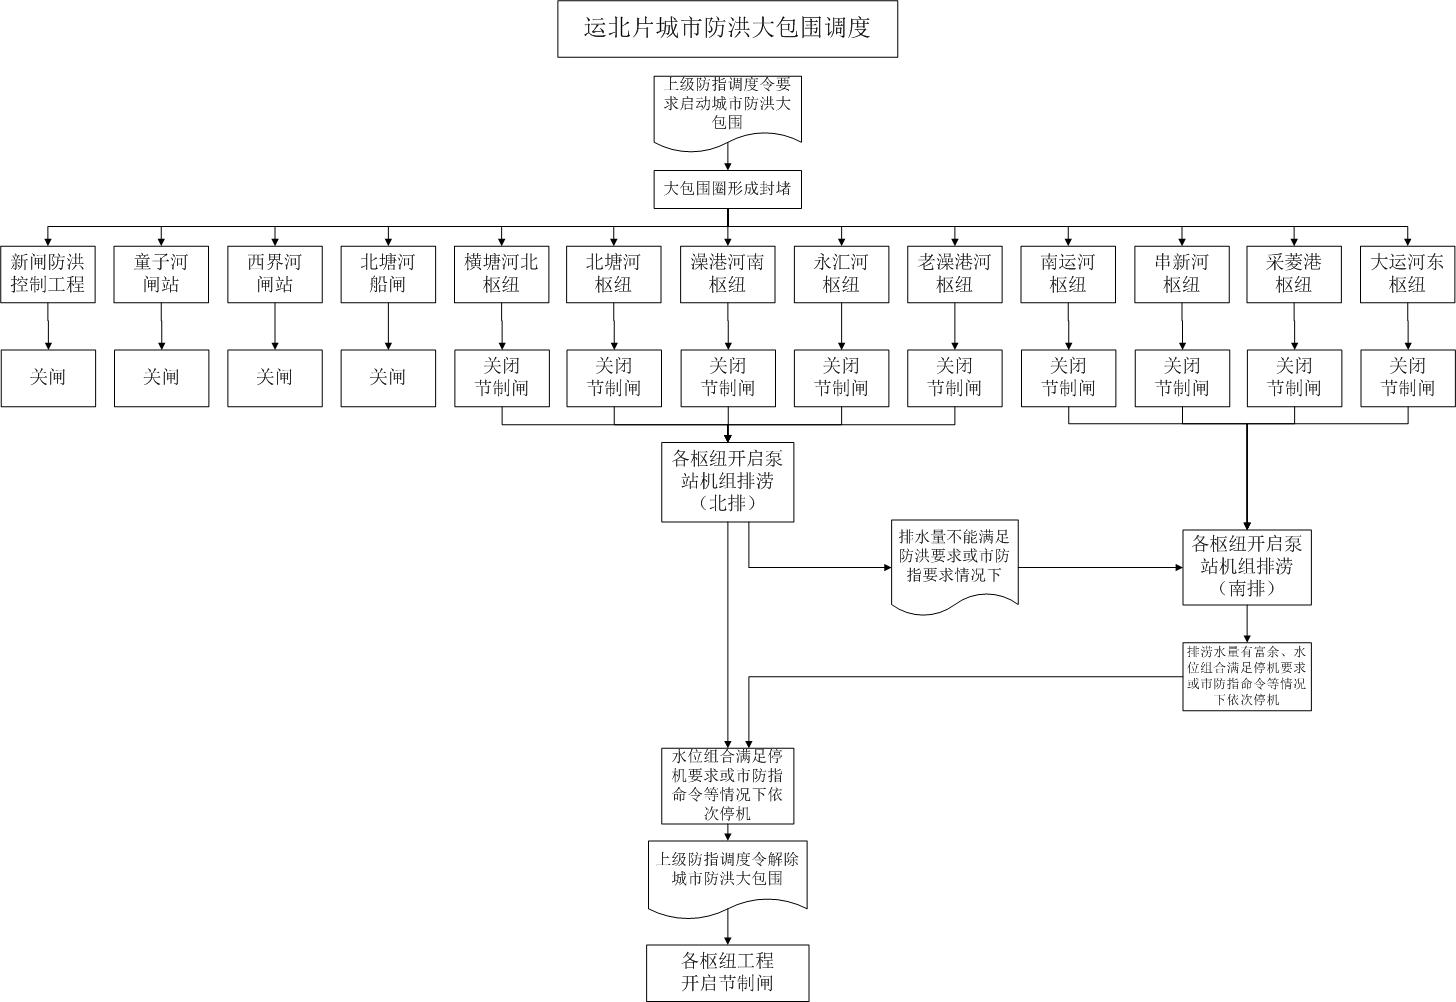 运北片城市防洪大包围调度
上级防指调度令要
求启动城市防洪大
包围
大包围圈形成封堵
新闸防洪
控制工程
童子河
闸站
西界河
闸站
北塘河
船闸
横塘河北
枢纽
北塘河
枢纽
澡港河南
枢纽
永汇河
枢纽
老澡港河
枢纽
南运河
枢纽
串新河
枢纽
采菱港
枢纽
大运河东
枢纽
关闸
关闸
关闸
关闸
关闭
节制闸
关闭
节制闸
关闭
节制闸
关闭
节制闸
关闭
节制闸
关闭
节制闸
关闭
节制闸
关闭
节制闸
关闭
节制闸
各枢纽开启泵
站机组排涝
（北排）
排水量不能满足
防洪要求或市防
指要求情况下
各枢纽开启泵
站机组排涝
（南排）
排涝水量有富余、水
位组合满足停机要求
或市防指命令等情况
下依次停机
水位组合满足停
机要求或市防指
命令等情况下依
次停机
上级防指调度令解除
城市防洪大包围
各枢纽工程
开启节制闸